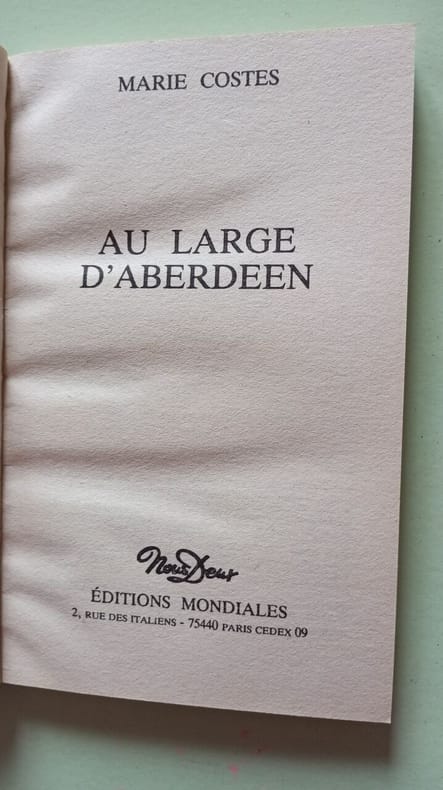 MARIE COSTES
AU LARGE
D'ABERDEEN
Nous Deux
ÉDITIONS MONDIALES
2, RUE DES ITALIENS - 75440 PARIS CEDEX 09